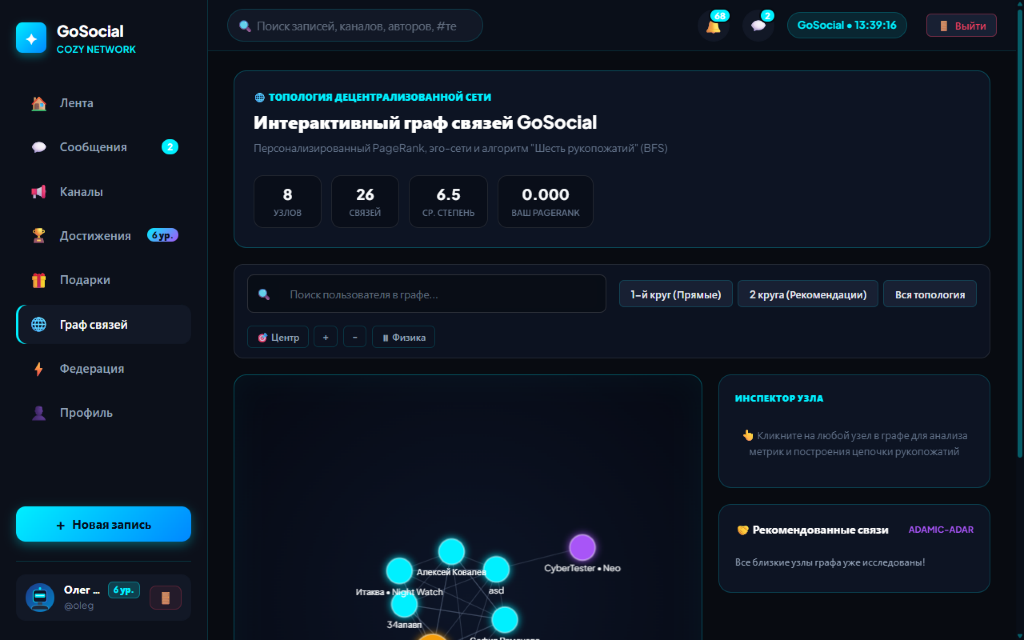 GoSocial
COZY NETWORK
Лента
Сообщения 2
Каналы
Достижения 6 ур.
Подарки
Граф связей
Федерация
Профиль
+ Новая запись
Олег ... 6 ур.
@oleg
Поиск записей, каналов, авторов, #те
68
2
GoSocial • 13:39:16
Выйти
ТОПОЛОГИЯ ДЕЦЕНТРАЛИЗОВАННОЙ СЕТИ
Интерактивный граф связей GoSocial
Персонализированный PageRank, эго-сети и алгоритм "Шесть рукопожатий" (BFS)
8
УЗЛОВ
26
СВЯЗЕЙ
6.5
СР. СТЕПЕНЬ
0.000
ВАШ PAGERANK
Поиск пользователя в графе...
1-й круг (Прямые)
2 круга (Рекомендации)
Вся топология
Центр
+
-
Физика
CyberTester • Neo
Алексей Ковалев
asd
Итаква • Night Watch
34апавп
ИНСПЕКТОР УЗЛА
Кликните на любой узел в графе для анализа
метрик и построения цепочки рукопожатий
Рекомендованные связи ADAMIC-ADAR
Все близкие узлы графа уже исследованы!